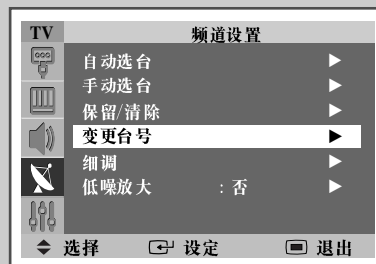 TV 频道设置
自动选台
手动选台
保留/清除
变更台号
细调
低噪放大 : 否
选择 设定 退出